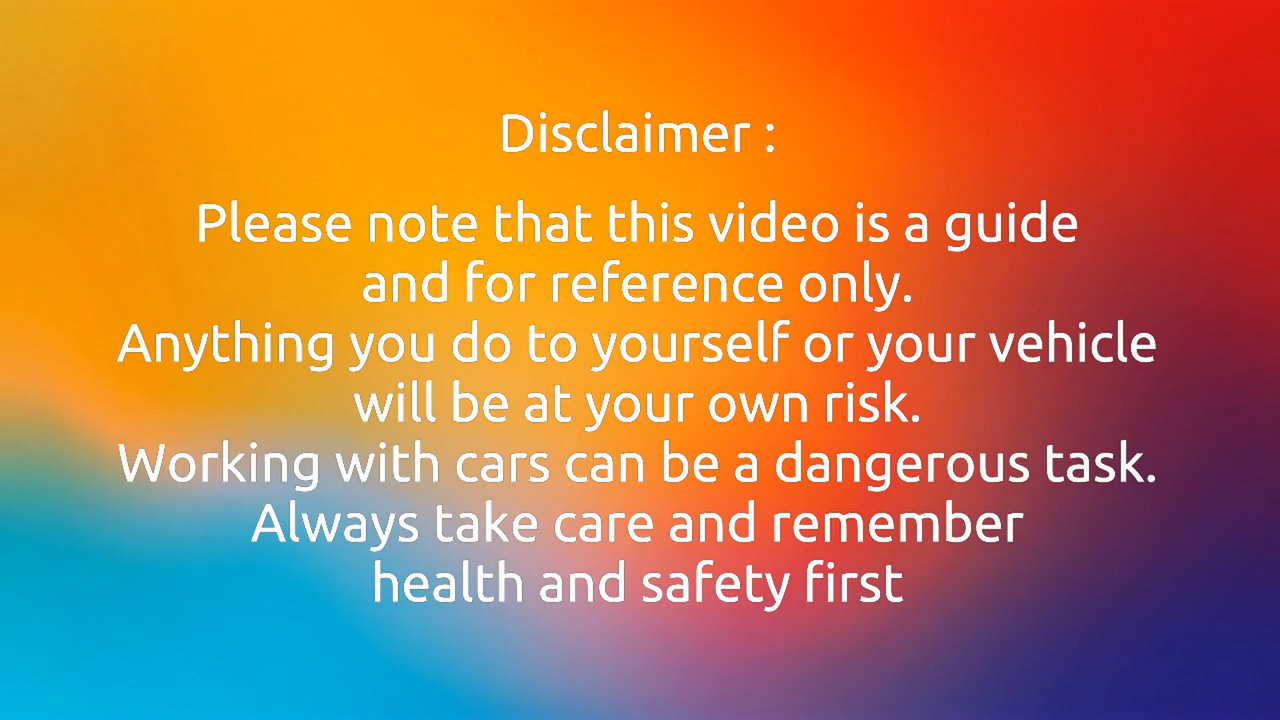 Disclaimer :
Please note that this video is a guide
and for reference only.
Anything you do to yourself or your vehicle
will be at your own risk.
Working with cars can be a dangerous task.
Always take care and remember
health and safety first